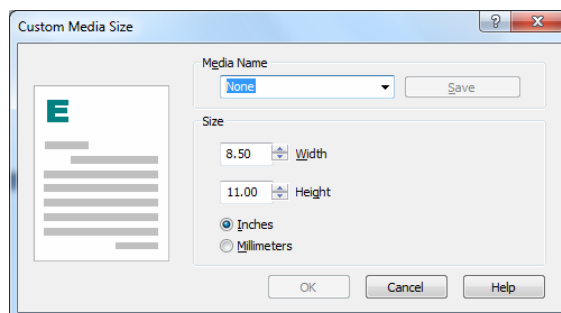 Custom Media Size
?
X
Media Name
None
Save
E
Size
8.50 Width
11.00 Height
Inches
Millimeters
OK Cancel Help